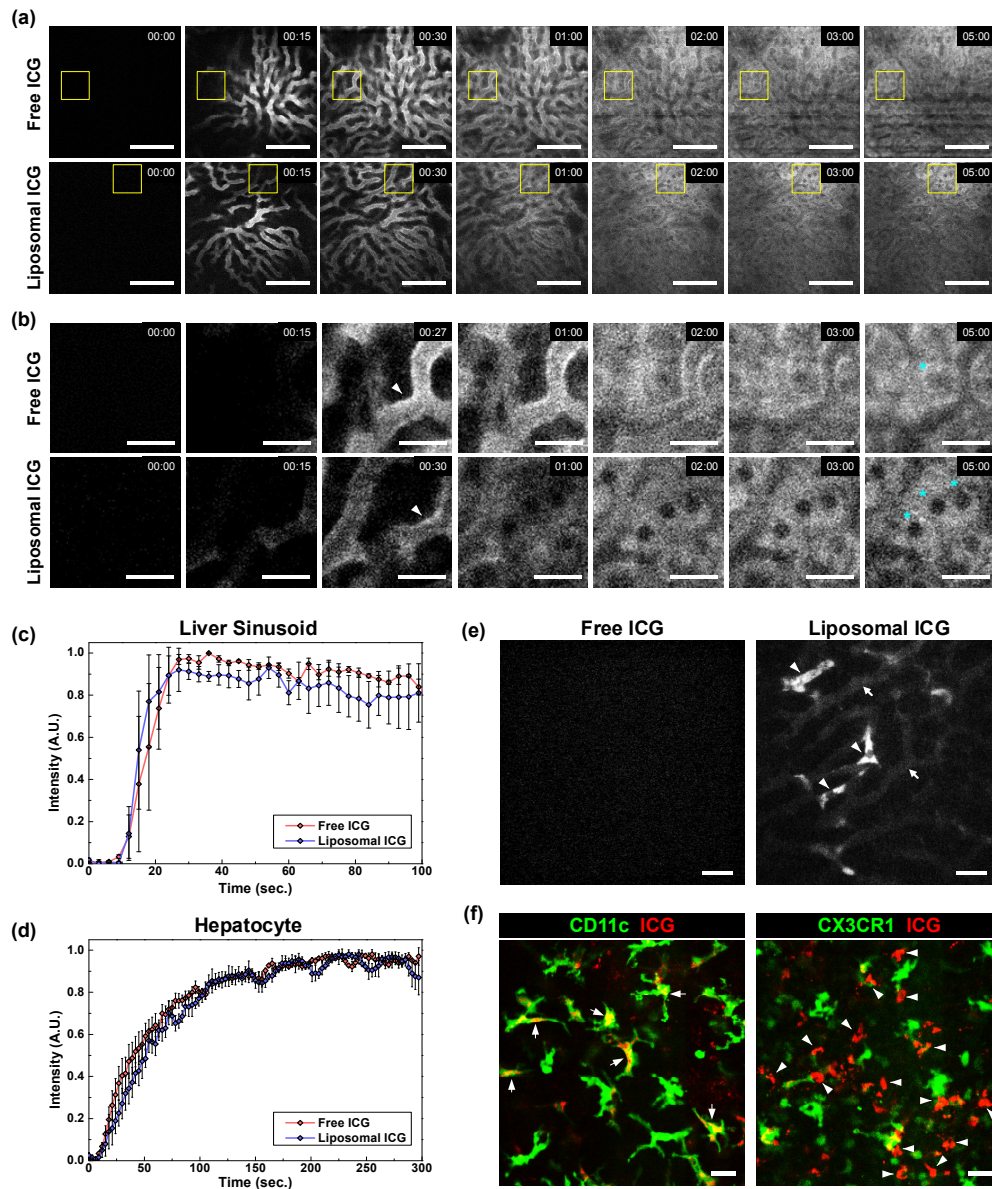 (a)
Free ICG
00:00 00:15 00:30 01:00 02:00 03:00 05:00
Liposomal ICG
00:00 00:15 00:30 01:00 02:00 03:00 05:00
(b)
Free ICG
00:00 00:15 00:27 01:00 02:00 03:00 05:00
Liposomal ICG
00:00 00:15 00:30 01:00 02:00 03:00 05:00
(c)
Liver Sinusoid
Intensity (A.U.)
1.0
0.8
0.6
0.4
0.2
0.0
Free ICG
Liposomal ICG
0 20 40 60 80 100
Time (sec.)
(d)
Hepatocyte
Intensity (A.U.)
1.0
0.8
0.6
0.4
0.2
0.0
Free ICG
Liposomal ICG
0 50 100 150 200 250 300
Time (sec.)
(e)
Free ICG Liposomal ICG
(f)
CD11c ICG CX3CR1 ICG